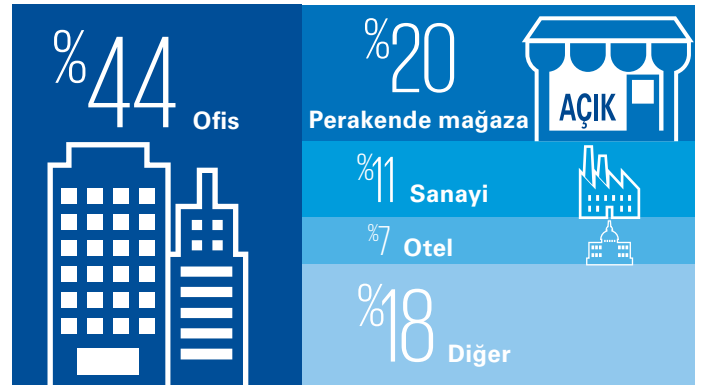 %44 Ofis
%20
Perakende mağaza
AÇIK
%11 Sanayi
%7 Otel
%18 Diğer